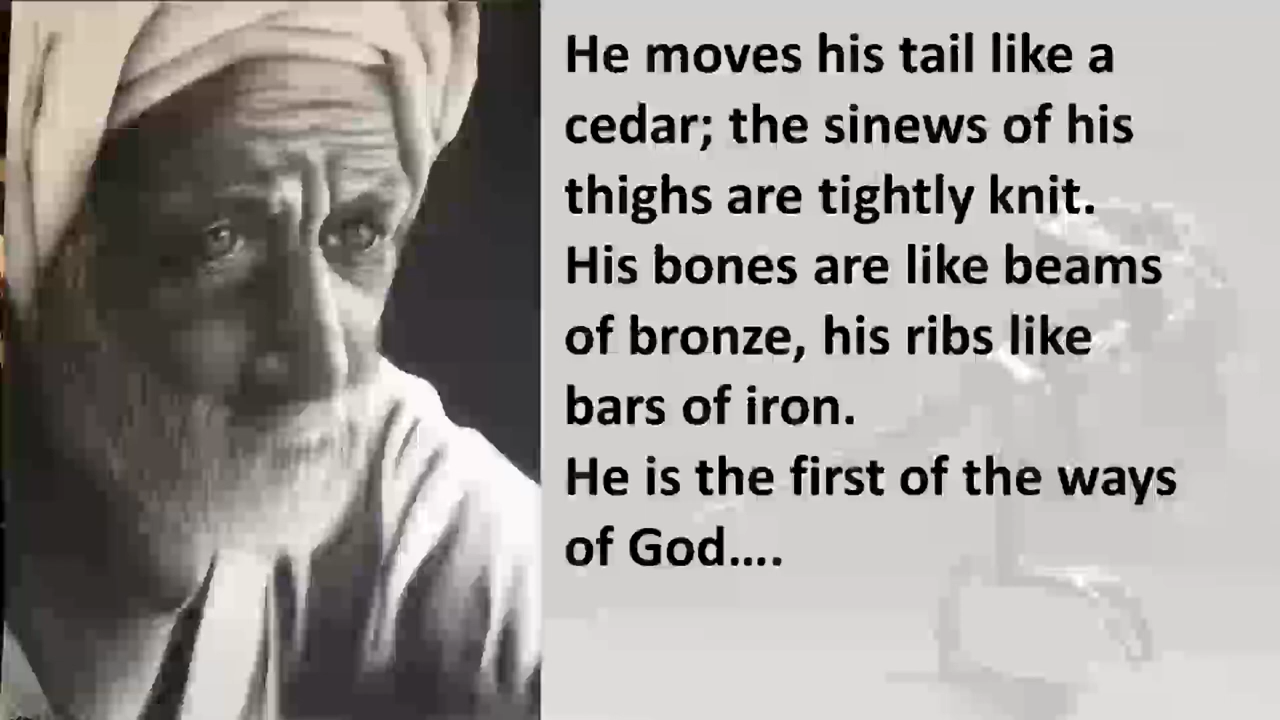 He moves his tail like a
cedar; the sinews of his
thighs are tightly knit.
His bones are like beams
of bronze, his ribs like
bars of iron.
He is the first of the ways
of God....